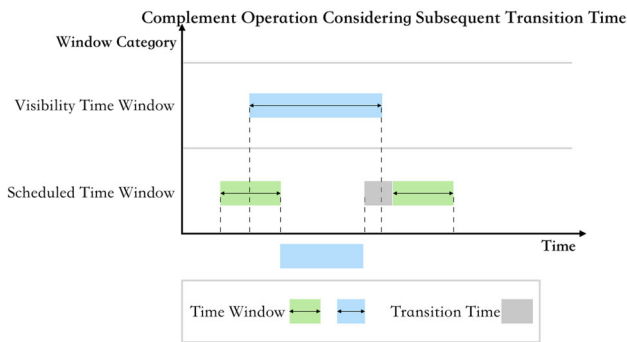 Complement Operation Considering Subsequent Transition Time
Window Category
Visibility Time Window
Scheduled Time Window
Time
Time Window
Transition Time